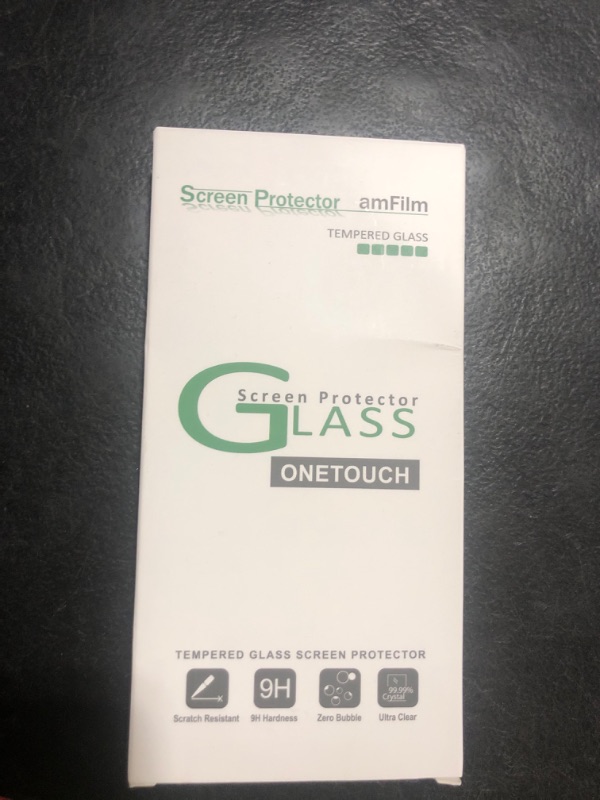 Screen Protector amFilm
TEMPERED GLASS
Screen Protector
GLASS
ONETOUCH
TEMPERED GLASS SCREEN PROTECTOR
9H 99.99%
Crystal
Scratch Resistant 9H Hardness Zero Bubble Ultra Clear